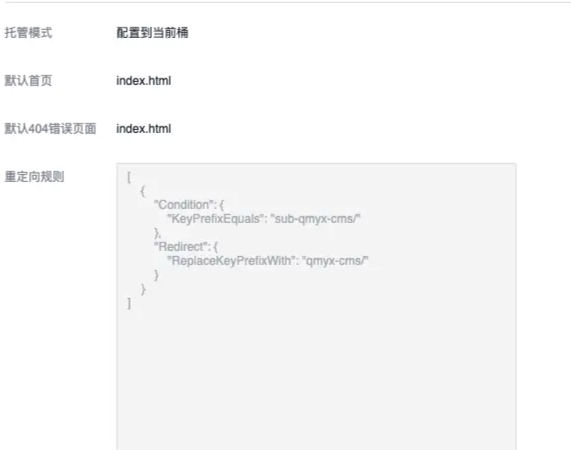 托管模式 配置到当前桶
默认首页 index.html
默认404错误页面 index.html
重定向规则
[
{
"Condition": {
"KeyPrefixEquals": "sub-qmyx-cms/"
},
"Redirect": {
"ReplaceKeyPrefixWith": "qmyx-cms/"
}
}
]